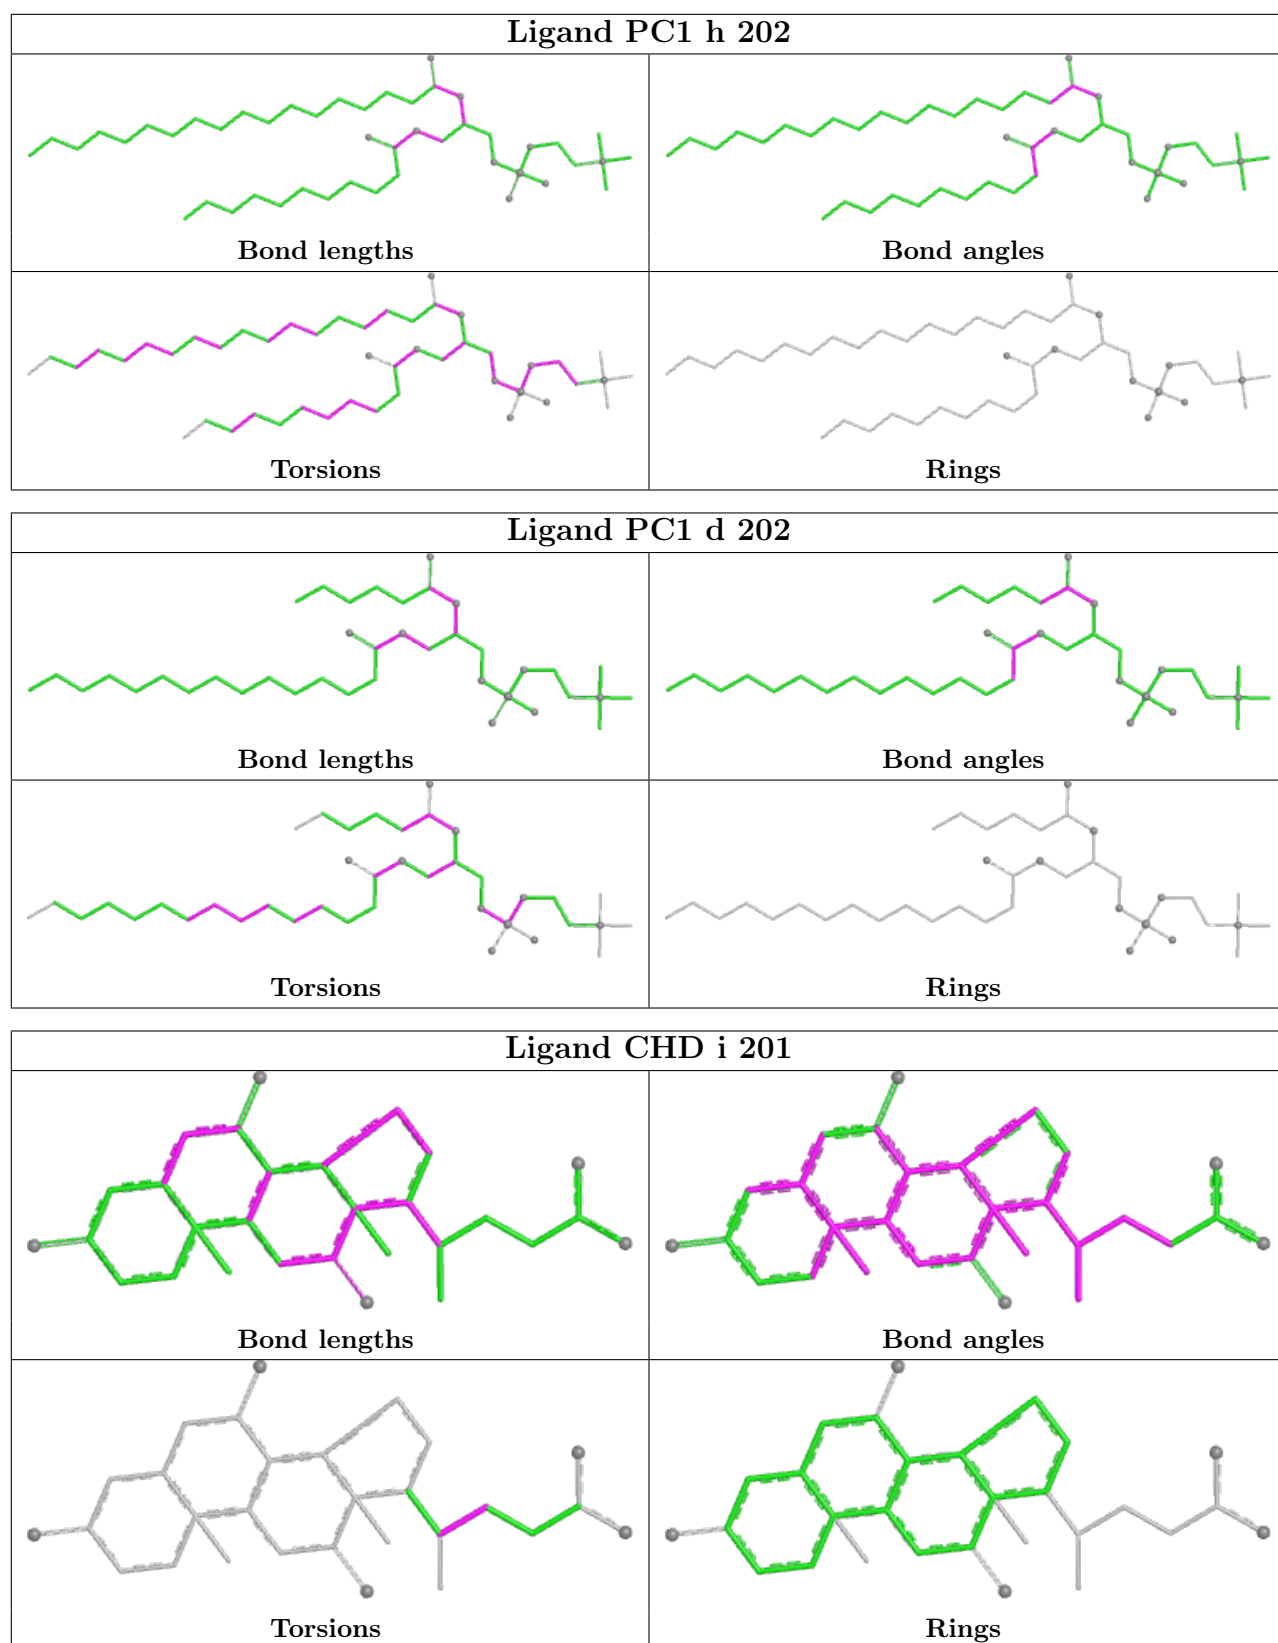 Ligand PC1 h 202
Bond lengths
Bond angles
Torsions
Rings
Ligand PC1 d 202
Bond lengths
Bond angles
Torsions
Rings
Ligand CHD i 201
Bond lengths
Bond angles
Torsions
Rings